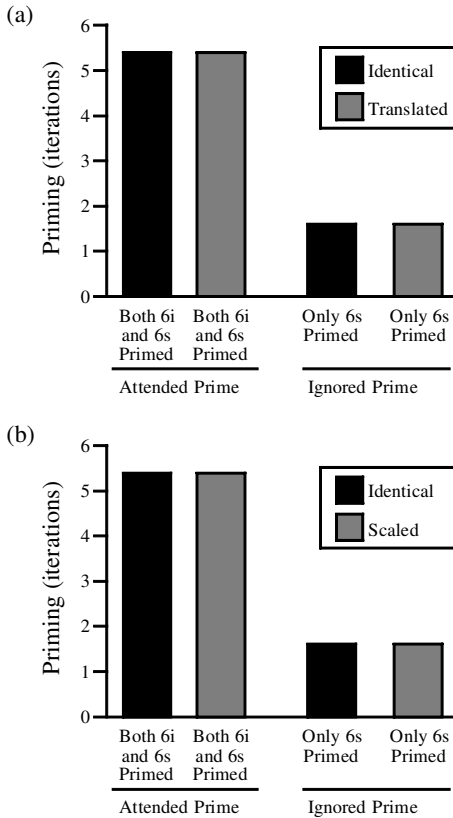 (a)
Priming (iterations)
6
5
4
3
2
1
0
Identical
Translated
Both 6i and 6s Primed
Both 6i and 6s Primed
Only 6s Primed
Only 6s Primed
Attended Prime
Ignored Prime
(b)
Priming (iterations)
6
5
4
3
2
1
0
Identical
Scaled
Both 6i and 6s Primed
Both 6i and 6s Primed
Only 6s Primed
Only 6s Primed
Attended Prime
Ignored Prime